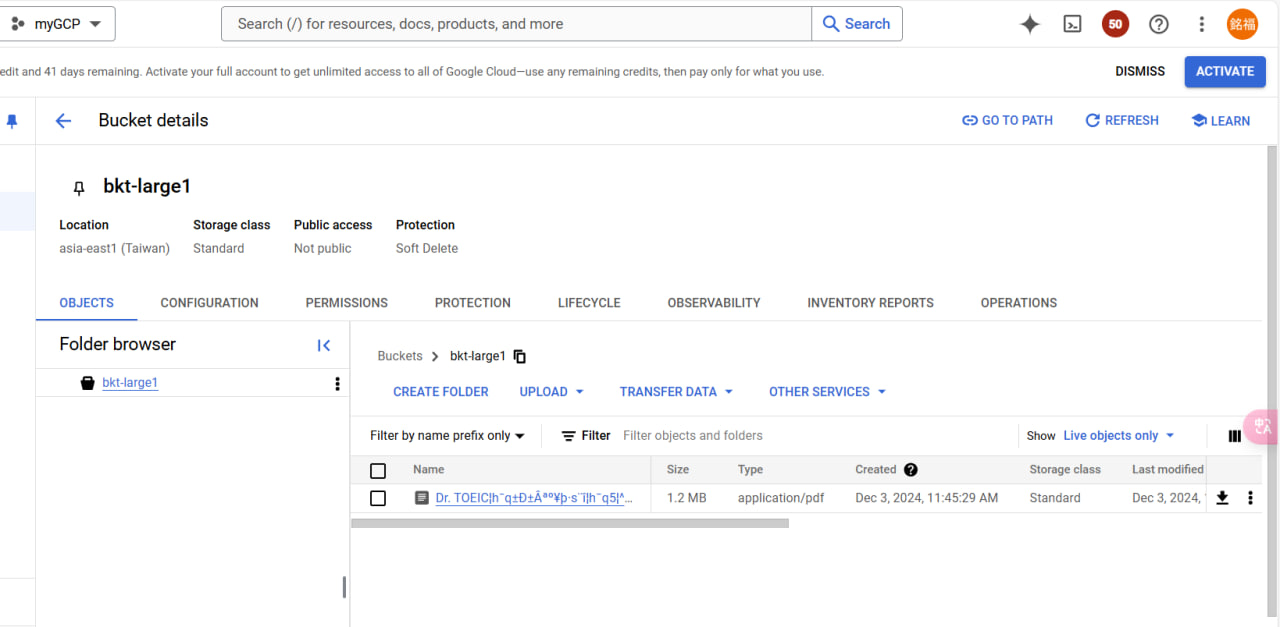 myGCP
Search (/) for resources, docs, products, and more
Search
50
銘福
edit and 41 days remaining. Activate your full account to get unlimited access to all of Google Cloud—use any remaining credits, then pay only for what you use.
DISMISS
ACTIVATE
Bucket details
GO TO PATH
REFRESH
LEARN
bkt-large1
Location Storage class Public access Protection
asia-east1 (Taiwan) Standard Not public Soft Delete
OBJECTS CONFIGURATION PERMISSIONS PROTECTION LIFECYCLE OBSERVABILITY INVENTORY REPORTS OPERATIONS
Folder browser
bkt-large1
Buckets bkt-large1
CREATE FOLDER UPLOAD TRANSFER DATA OTHER SERVICES
Filter by name prefix only Filter Filter objects and folders Show Live objects only
Name Size Type Created Storage class Last modified
Dr. TOEIC¦h¨q±Ð±Âªº¥þ·s¨ï¦h¨q5¦^... 1.2 MB application/pdf Dec 3, 2024, 11:45:29 AM Standard Dec 3, 2024,